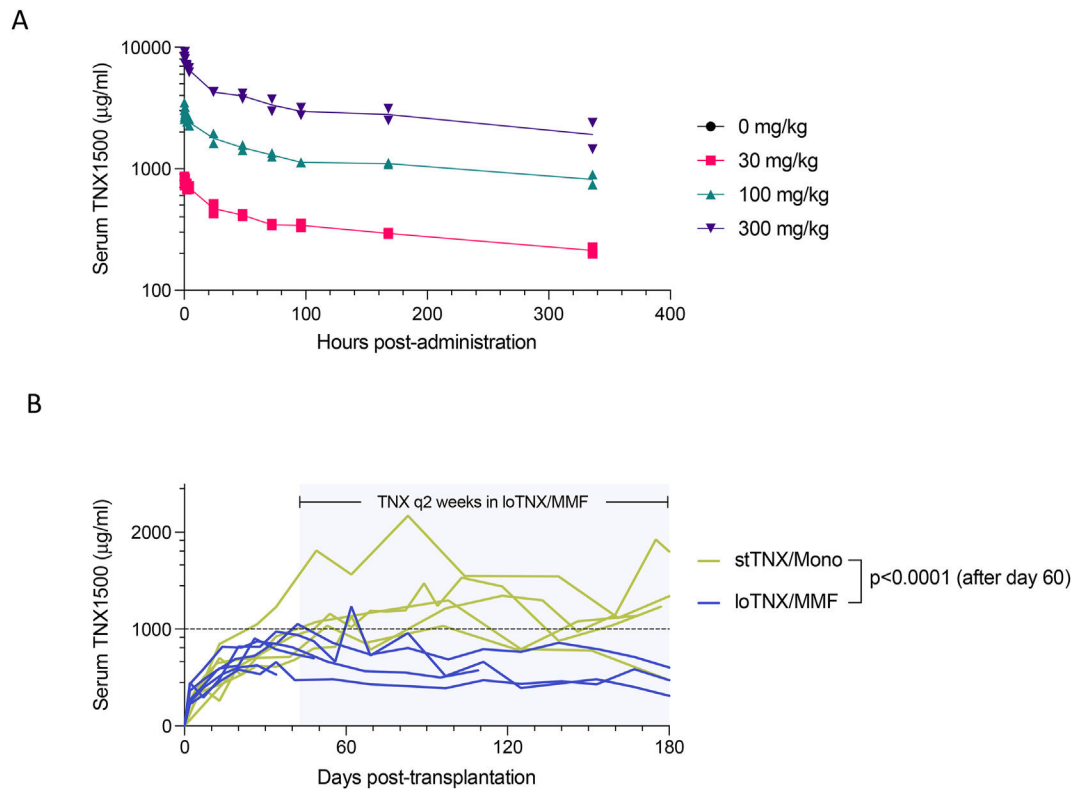 A
Serum TNX1500 (μg/ml)
10000
1000
100
0
100
200
300
400
Hours post-administration
0 mg/kg
30 mg/kg
100 mg/kg
300 mg/kg
B
Serum TNX1500 (μg/ml)
2000
1000
0
TNX q2 weeks in loTNX/MMF
0
60
120
180
Days post-transplantation
stTNX/Mono
loTNX/MMF
p<0.0001 (after day 60)